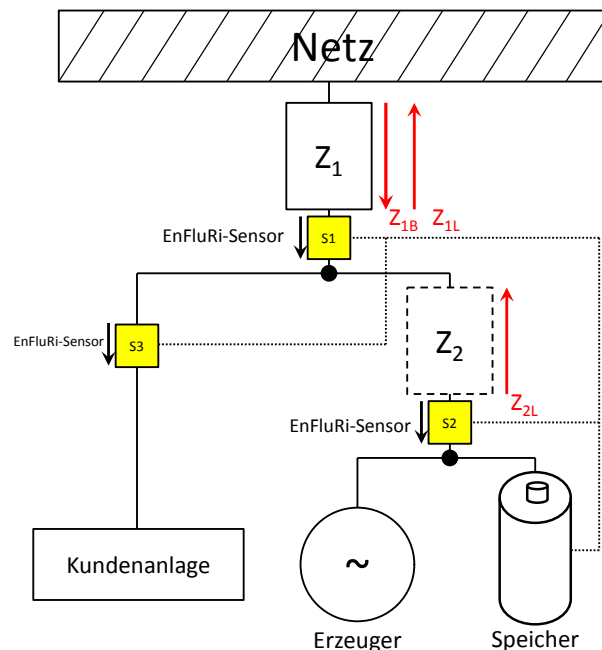 Netz
Z1
Z1B Z1L
EnFluRi-Sensor
S1
EnFluRi-Sensor
S3
Z2
Z2L
EnFluRi-Sensor
S2
Kundenanlage
~
Erzeuger
Speicher